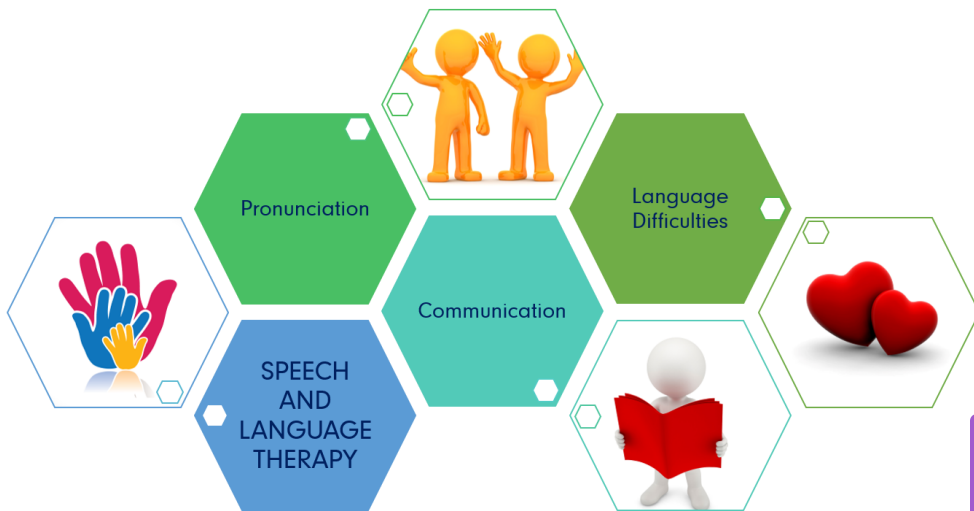 Pronunciation
Language
Difficulties
Communication
SPEECH
AND
LANGUAGE
THERAPY